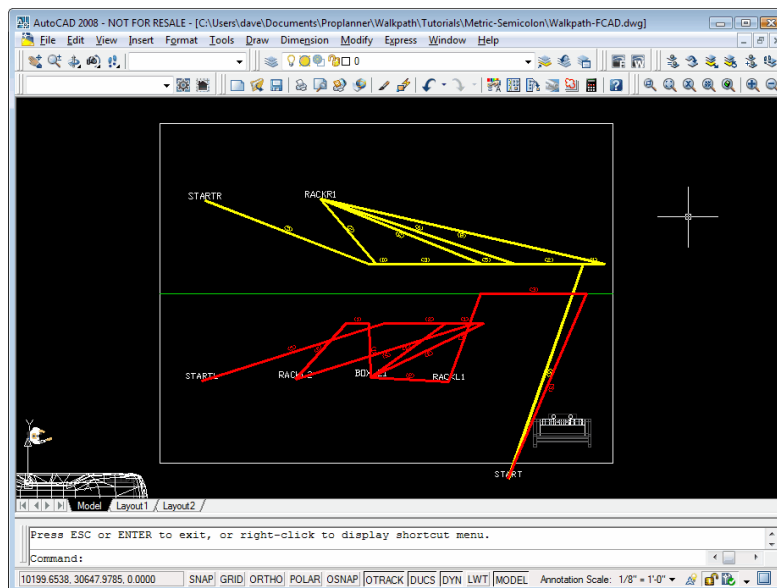 AutoCAD 2008 - NOT FOR RESALE - [C:\Users\dave\Documents\Proplanner\Walkpath\Tutorials\Metric-Semicolon\Walkpath-FCAD.dwg]
File Edit View Insert Format Tools Draw Dimension Modify Express Window Help
0
STARTR RACKR1
STARTL RACKL2 RACKL1
START
Y
Model Layout1 Layout2
Press ESC or ENTER to exit, or right-click to display shortcut menu.
Command:
10199.6538, 30647.9785, 0.0000 SNAP GRID ORTHO POLAR OSNAP OTRACK DUCS DYN LWT MODEL Annotation Scale: 1/8" = 1'-0"